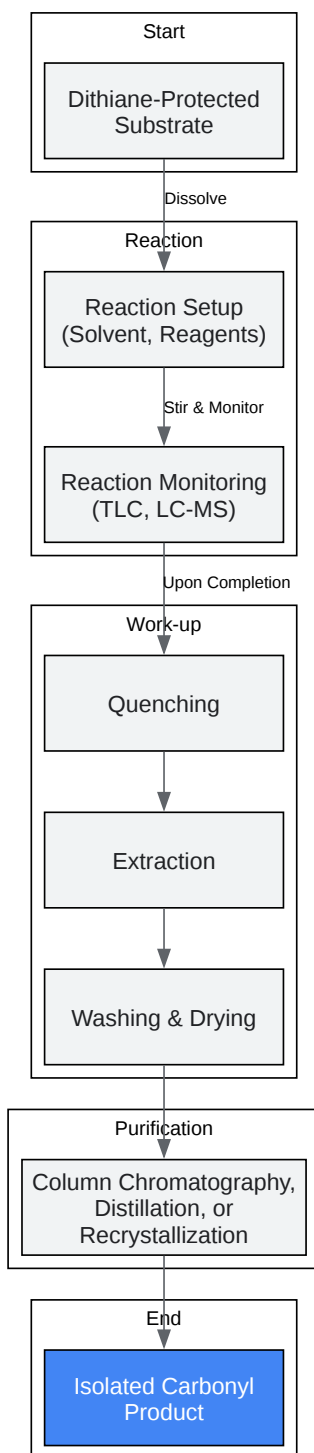 Start
Dithiane-Protected
Substrate
Dissolve
Reaction
Reaction Setup
(Solvent, Reagents)
Stir & Monitor
Reaction Monitoring
(TLC, LC-MS)
Upon Completion
Work-up
Quenching
Extraction
Washing & Drying
Purification
Column Chromatography,
Distillation, or
Recrystallization
End
Isolated Carbonyl
Product